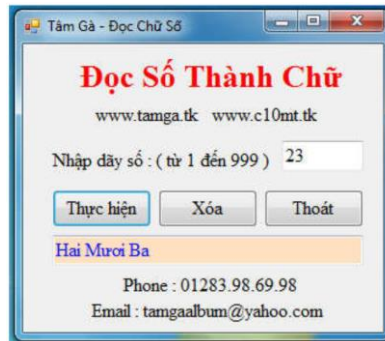 Tám Gà - Đọc Chữ Số
Đọc Số Thành Chữ
www.tamga.tk www.c10mt.tk
Nhập dãy số : ( từ 1 đến 999 ) 23
Thực hiện Xóa Thoát
Hai Mươi Ba
Phone : 01283.98.69.98
Email : tamgaalbum@yahoo.com